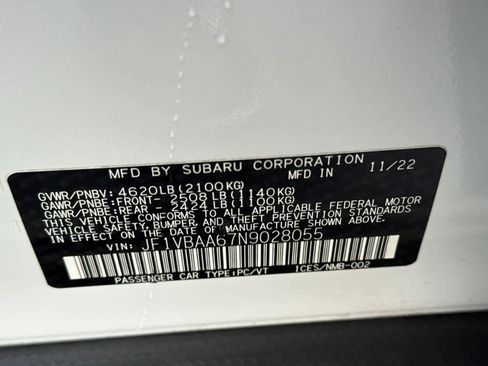 MFD BY SUBARU CORPORATION
MFD IN 11/22
GVWR/PNBV: 4620LB(2100KG)
GAWR/PNBE:FRONT- 2508LB(1140KG)
GAWR/PNBE:REAR - 2424LB(1100KG)
THIS VEHICLE CONFORMS TO ALL APPLICABLE FEDERAL MOTOR
VEHICLE SAFETY, BUMPER AND THEFT PREVENTION STANDARDS
IN EFFECT ON THE DATE OF MANUFACTURE SHOWN ABOVE.
VIN: JF1VBAA67N9028055
PASSENGER CAR TYPE:PC/VT ICES/NMB-002